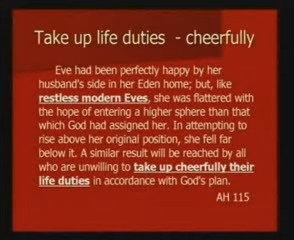 Take up life duties - cheerfully
Eve had been perfectly happy by her
husband's side in her Eden home; but, like
restless modern Eves, she was flattered with
the hope of entering a higher sphere than that
which God had assigned her. In attempting to
rise above her original position, she fell far
below it. A similar result will be reached by all
who are unwilling to take up cheerfully their
life duties in accordance with God's plan.
AH 115